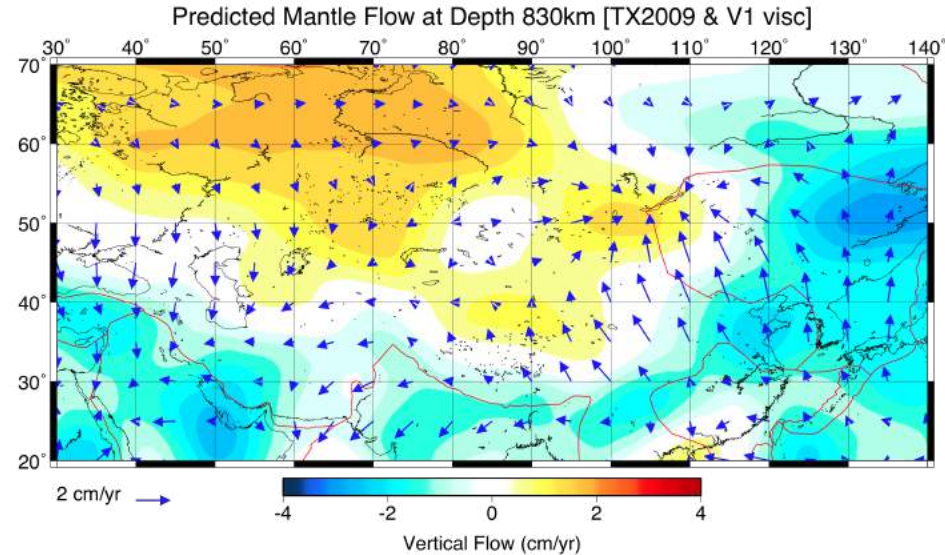 Predicted Mantle Flow at Depth 830km [TX2009 & V1 visc]
30° 40° 50° 60° 70° 80° 90° 100° 110° 120° 130° 140°
70°
60°
50°
40°
30°
20°
2 cm/yr
-4 -2 0 2 4
Vertical Flow (cm/yr)